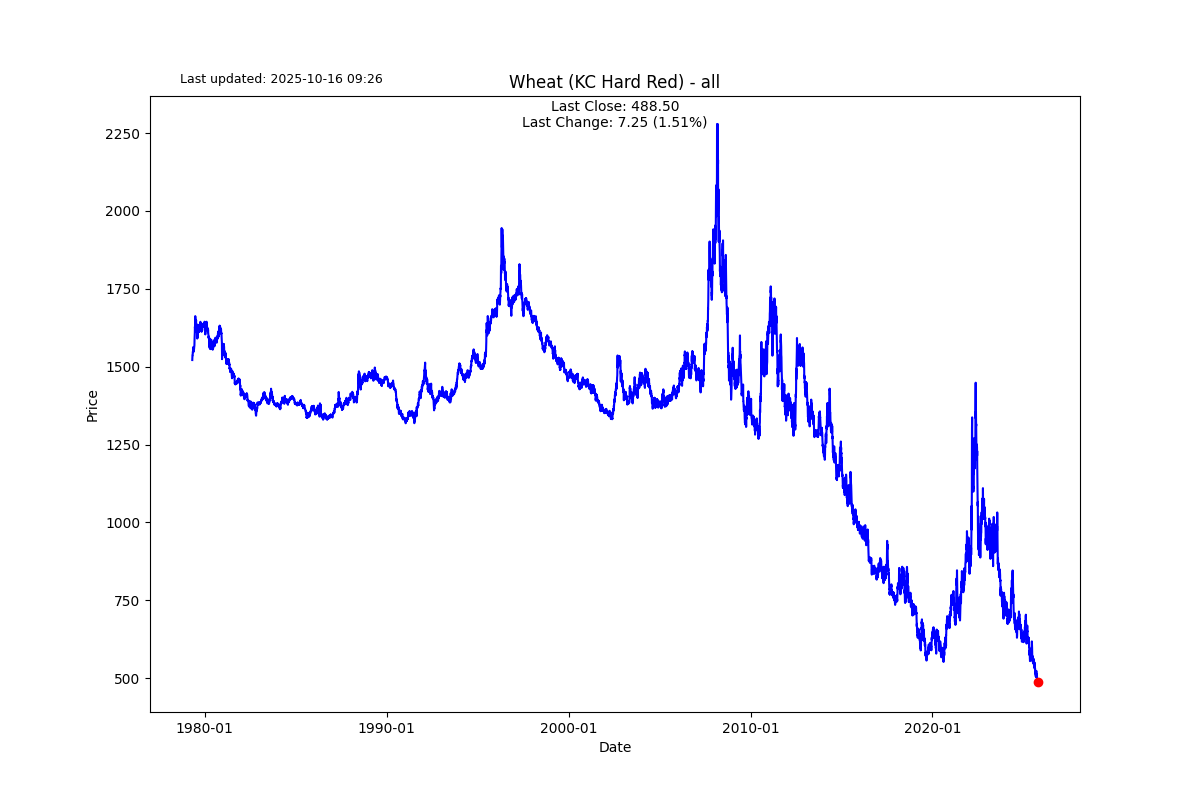 Last updated: 2025-10-16 09:26
Wheat (KC Hard Red) - all
Last Close: 488.50
Last Change: 7.25 (1.51%)
2250
2000
1750
1500
1250
1000
750
500
Price
1980-01
1990-01
2000-01
2010-01
2020-01
Date